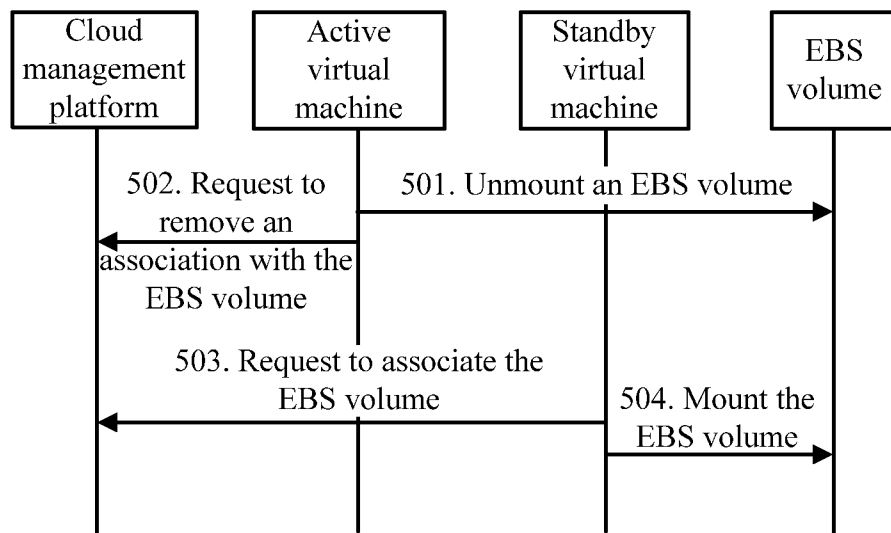 Cloud
management
platform
Active
virtual
machine
Standby
virtual
machine
EBS
volume
501. Unmount an EBS volume
502. Request to
remove an
association with the
EBS volume
503. Request to associate the
EBS volume
504. Mount the
EBS volume